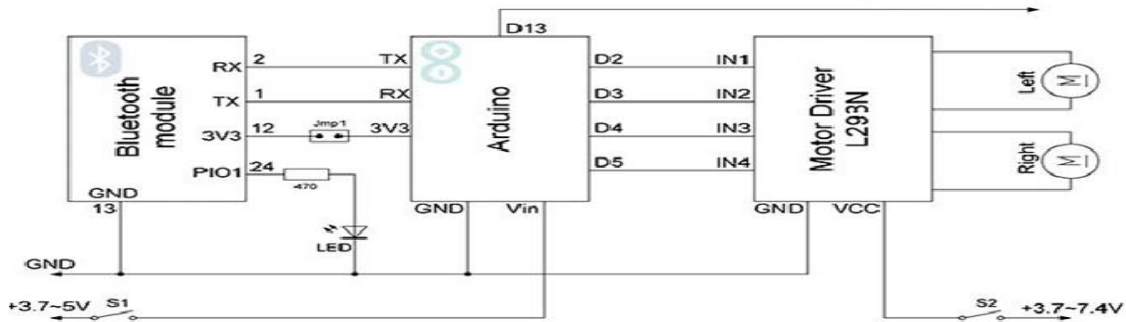 D13
RX 2 TX D2 IN1
TX 1 RX D3 IN2
3V3 12 Jmp1 3V3 D4 IN3
PIO1 24 470 D5 IN4
Bluetooth module
Arduino
Motor Driver L293N
Left M
Right M
GND 13
GND Vin
GND VCC
LED
GND
+3.7~5V S1
S2 +3.7~7.4V